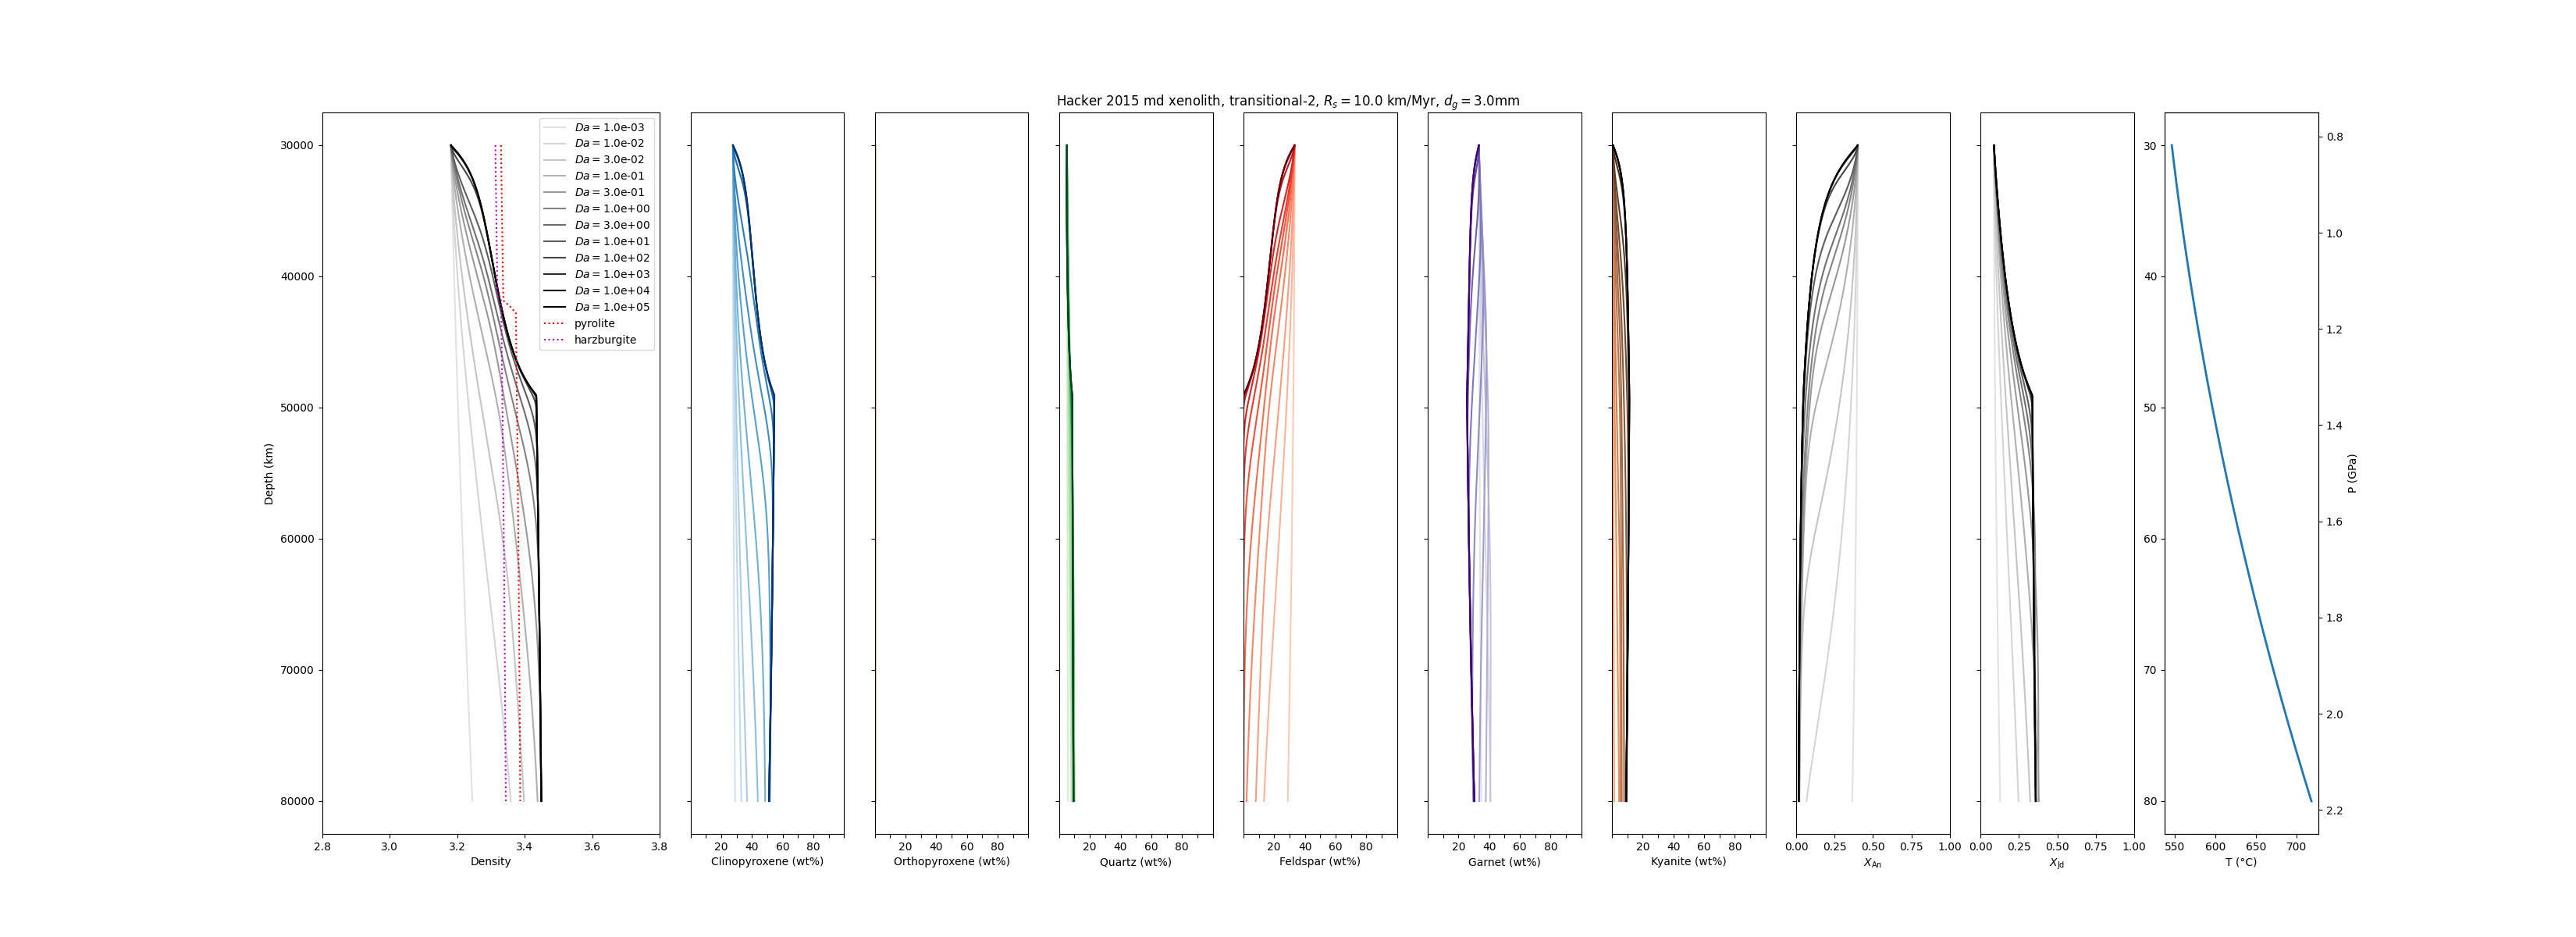 Hacker 2015 md xenolith, transitional-2, $R_s = 10.0$ km/Myr, $d_g = 3.0$mm
Da = 1.0e-03
Da = 1.0e-02
Da = 3.0e-02
Da = 1.0e-01
Da = 3.0e-01
Da = 1.0e+00
Da = 3.0e+00
Da = 1.0e+01
Da = 1.0e+02
Da = 1.0e+03
Da = 1.0e+04
Da = 1.0e+05
pyrolite
harzburgite
Depth (km)
30000
40000
50000
60000
70000
80000
2.8 3.0 3.2 3.4 3.6 3.8
Density
20 40 60 80
Clinopyroxene (wt%)
20 40 60 80
Orthopyroxene (wt%)
20 40 60 80
Quartz (wt%)
20 40 60 80
Feldspar (wt%)
20 40 60 80
Garnet (wt%)
20 40 60 80
Kyanite (wt%)
0.00 0.25 0.50 0.75 1.00
$X_{An}$
0.00 0.25 0.50 0.75 1.00
$X_{Jd}$
30
40
50
60
70
80
550 600 650 700
T (°C)
0.8
1.0
1.2
1.4
1.6
1.8
2.0
2.2
P (GPa)